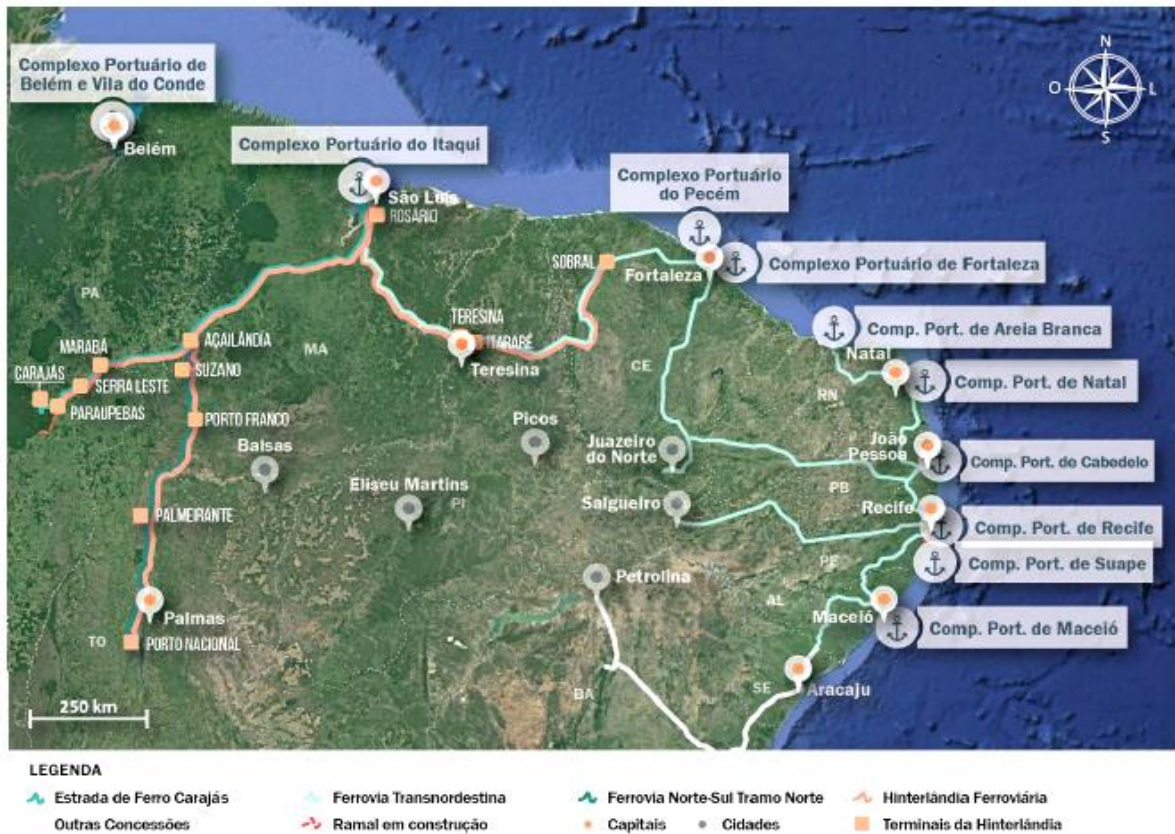 Complexo Portuário de
Belém e Vila do Conde
Belém
Complexo Portuário do Itaqui
São Luís
ROSÁRIO
Complexo Portuário
do Pecém
N
O
L
S
SOBRAL
Fortaleza
Complexo Portuário de Fortaleza
PA
MARABÁ
AÇAILÂNDIA
MA
TERESINA
ITARARÉ
Teresina
CE
Comp. Port. de Areia Branca
Natal
Comp. Port. de Natal
RN
CARAJÁS
SERRA LESTE
SUZANO
PARAUPEBAS
PORTO FRANCO
Balsas
Picos
Juazeiro
do Norte
João
Pessoa
Comp. Port. de Cabedelo
Eliseu Martins
PI
Salgueiro
PB
Recife
Comp. Port. de Recife
PALMEIRANTE
Petrolina
PE
Comp. Port. de Suape
AL
Palmas
Maceió
Comp. Port. de Maceió
TO
PORTO NACIONAL
BA
SE
Aracaju
250 km
LEGENDA
Estrada de Ferro Carajás
Ferrovia Transnordestina
Ferrovia Norte-Sul Tramo Norte
Hinterlândia Ferroviária
Outras Concessões
Ramal em construção
Capitais
Cidades
Terminais da Hinterlândia